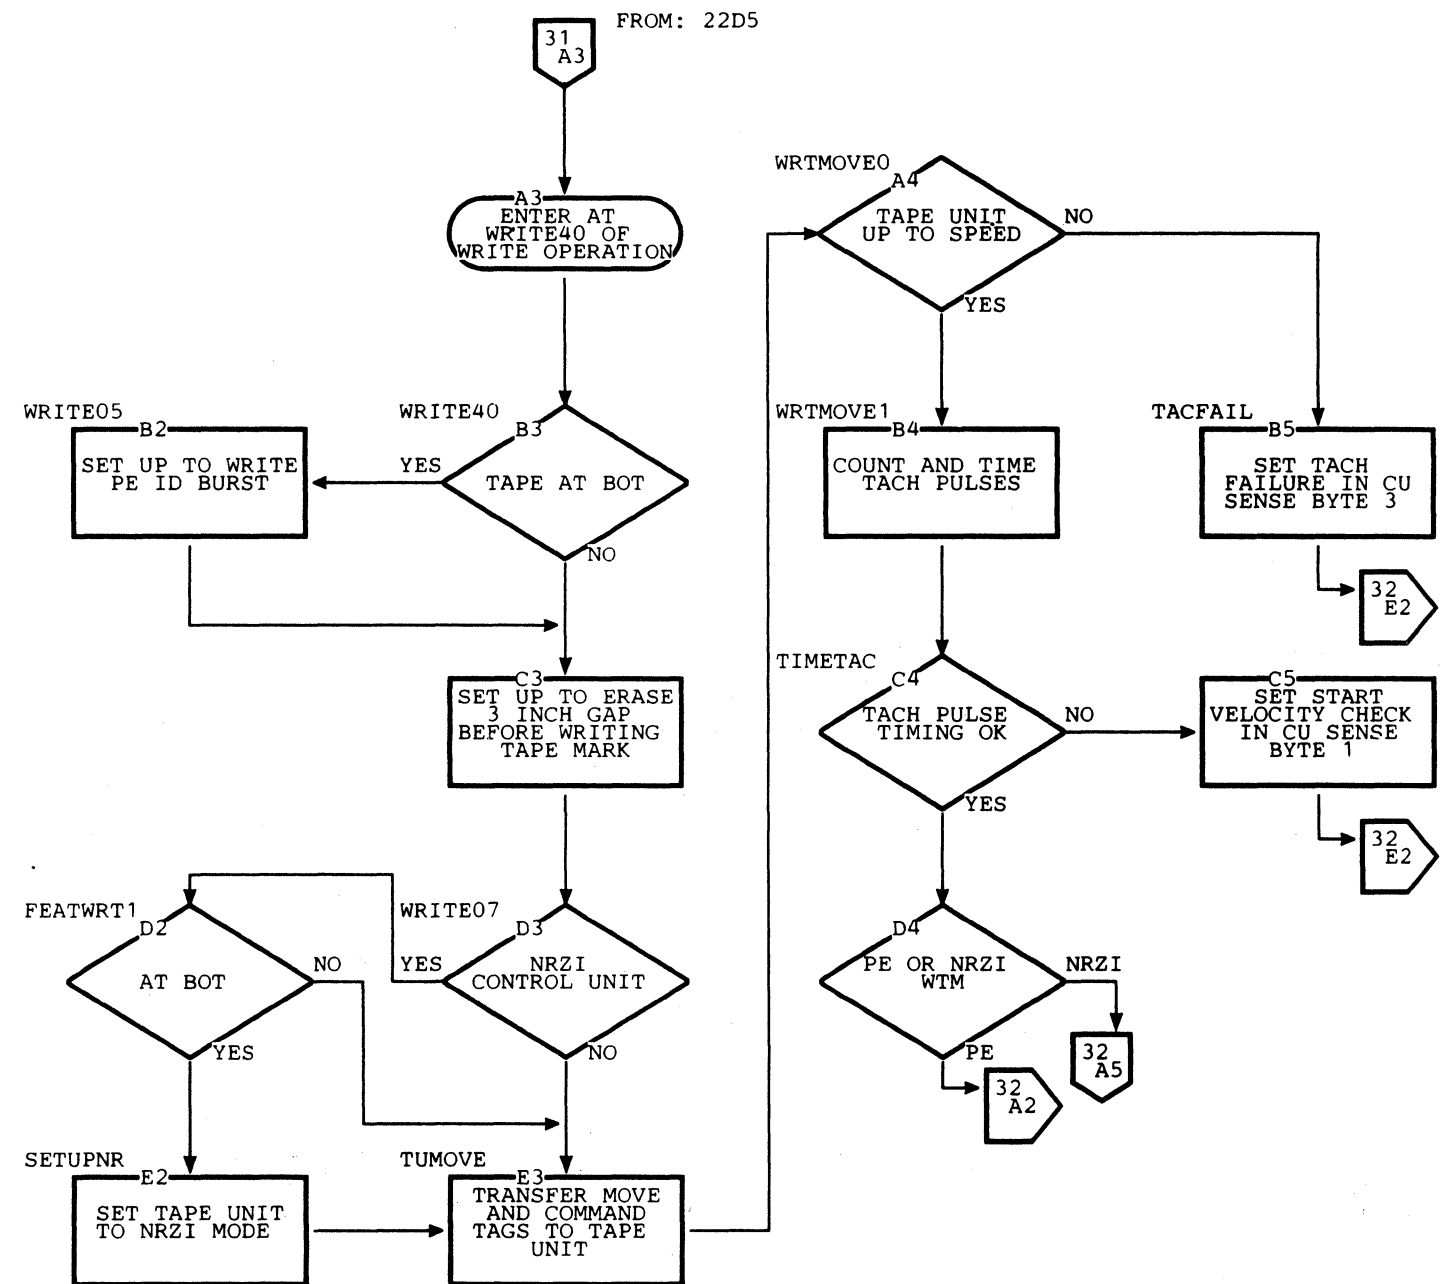 FROM: 22D5
31
A3
A3
ENTER AT
WRITE40 OF
WRITE OPERATION
WRITE05
B2
SET UP TO WRITE
PE ID BURST
WRITE40
B3
YES
TAPE AT BOT
NO
C3
SET UP TO ERASE
3 INCH GAP
BEFORE WRITING
TAPE MARK
FEATWRT1
D2
AT BOT
NO
YES
WRITE07
D3
YES
NRZI
CONTROL UNIT
NO
SETUPNR
E2
SET TAPE UNIT
TO NRZI MODE
TUMOVE
E3
TRANSFER MOVE
AND COMMAND
TAGS TO TAPE
UNIT
WRTMOVE0
A4
TAPE UNIT
UP TO SPEED
NO
YES
WRTMOVE1
B4
COUNT AND TIME
TACH PULSES
TACFAIL
B5
SET TACH
FAILURE IN CU
SENSE BYTE 3
32
E2
TIMETAC
C4
TACH PULSE
TIMING OK
NO
YES
C5
SET START
VELOCITY CHECK
IN CU SENSE
BYTE 1
32
E2
D4
PE OR NRZI
WTM
NRZI
PE
32
A5
32
A2